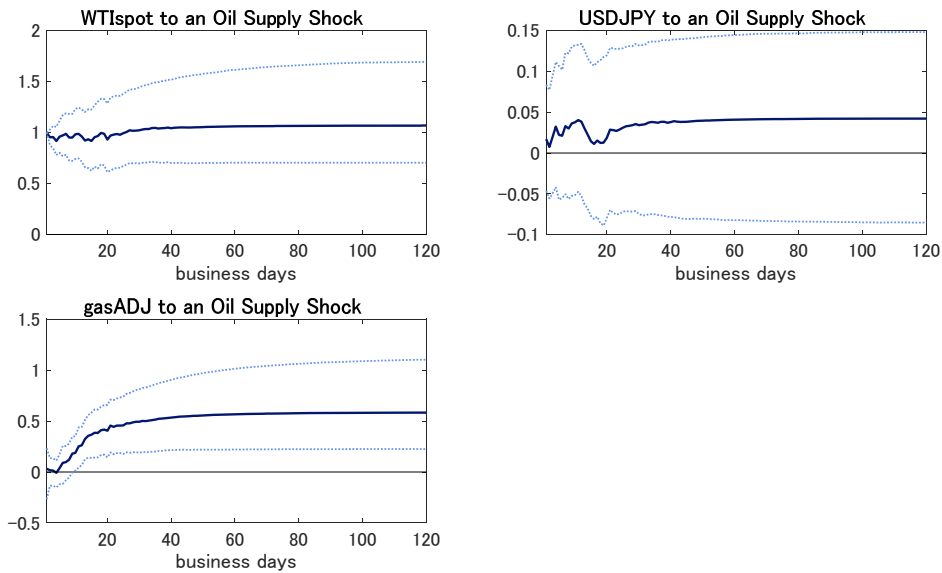 WTIspot to an Oil Supply Shock
2
1.5
1
0.5
0
20 40 60 80 100 120
business days
USDJPY to an Oil Supply Shock
0.15
0.1
0.05
0
−0.05
−0.1
20 40 60 80 100 120
business days
gasADJ to an Oil Supply Shock
1.5
1
0.5
0
−0.5
20 40 60 80 100 120
business days